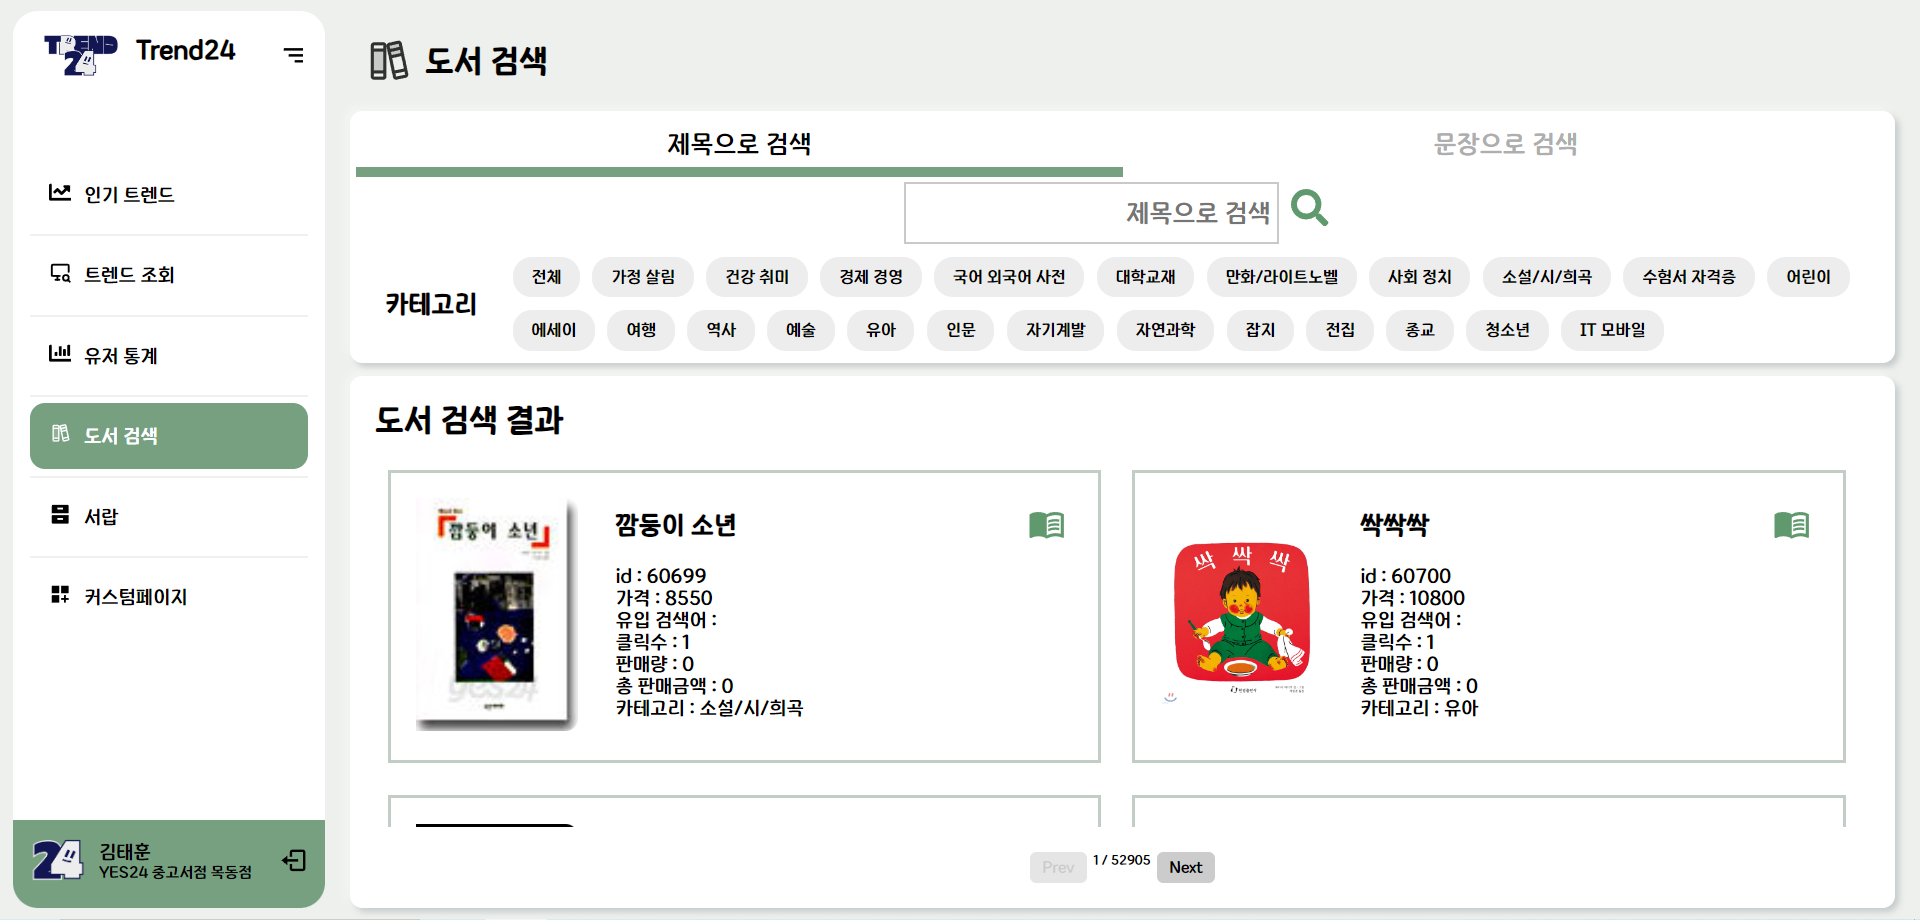 TREND
24
Trend24
인기 트렌드
트렌드 조회
유저 통계
도서 검색
서랍
커스텀페이지
24
김태훈
YES24 중고서점 목동점
도서 검색
제목으로 검색
문장으로 검색
제목으로 검색
카테고리
전체 가정 살림 건강 취미 경제 경영 국어 외국어 사전 대학교재 만화/라이트노벨 사회 정치 소설/시/희곡 수험서 자격증 어린이
에세이 여행 역사 예술 유아 인문 자기계발 자연과학 잡지 전집 종교 청소년 IT 모바일
도서 검색 결과
깜둥이 소년
yes24
깜둥이 소년
id : 60699
가격 : 8550
유입 검색어 :
클릭수 : 1
판매량 : 0
총 판매금액 : 0
카테고리 : 소설/시/희곡
싹 싹 싹
싹싹싹
id : 60700
가격 : 10800
유입 검색어 :
클릭수 : 1
판매량 : 0
총 판매금액 : 0
카테고리 : 유아
Prev 1 / 52905 Next